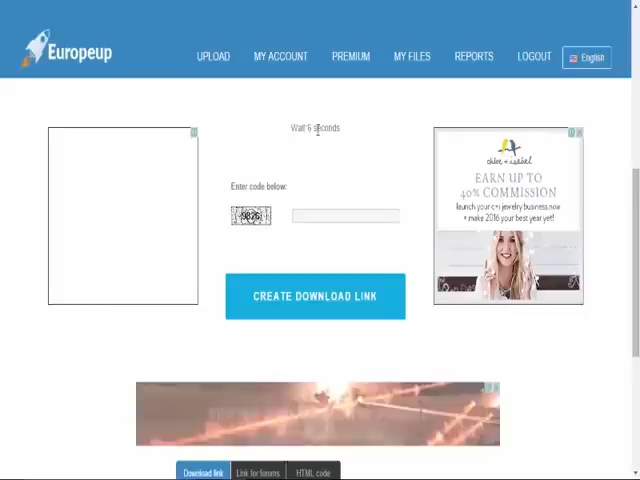 Europeup
UPLOAD MY ACCOUNT PREMIUM MY FILES REPORTS LOGOUT English
Wait 6 seconds
Enter code below:
chloe + isabel
EARN UP TO
40% COMMISSION
launch your c+i jewelry business now
+ make 2016 your best year yet!
CREATE DOWNLOAD LINK
Download link Link for forums HTML code